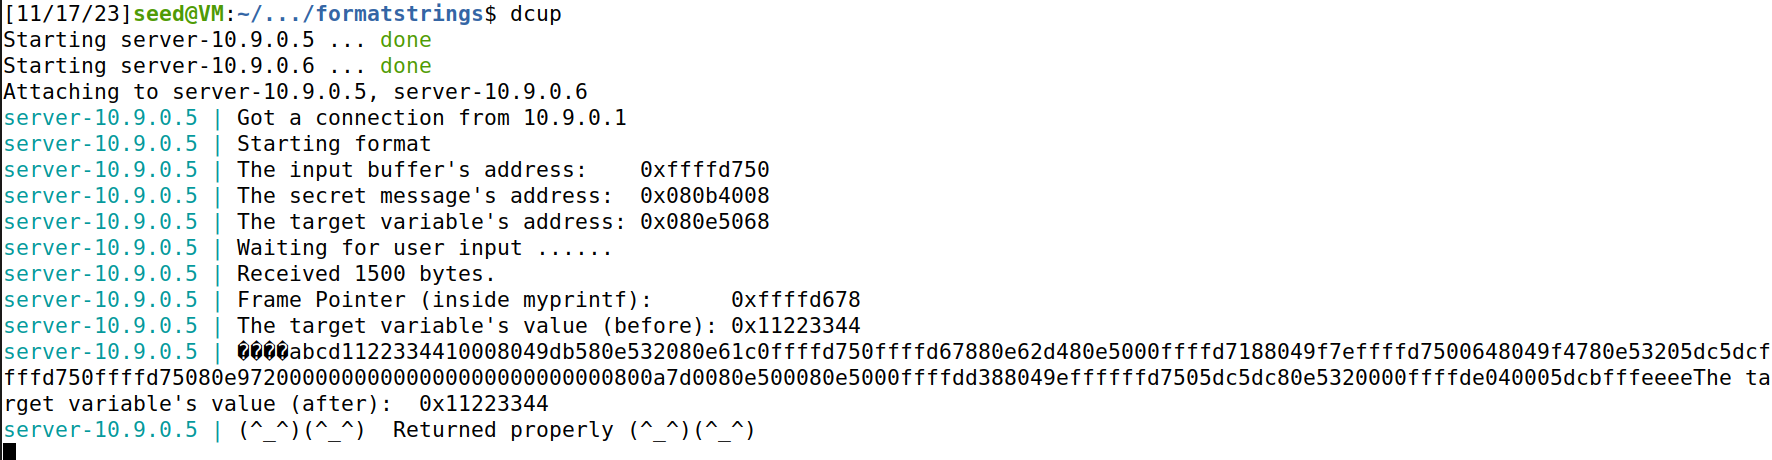 [11/17/23]seed@VM:~/.../formatstrings$ dcup
Starting server-10.9.0.5 ... done
Starting server-10.9.0.6 ... done
Attaching to server-10.9.0.5, server-10.9.0.6
server-10.9.0.5 | Got a connection from 10.9.0.1
server-10.9.0.5 | Starting format
server-10.9.0.5 | The input buffer's address:    0xffffd750
server-10.9.0.5 | The secret message's address:  0x080b4008
server-10.9.0.5 | The target variable's address: 0x080e5068
server-10.9.0.5 | Waiting for user input ......
server-10.9.0.5 | Received 1500 bytes.
server-10.9.0.5 | Frame Pointer (inside myprintf):      0xffffd678
server-10.9.0.5 | The target variable's value (before): 0x11223344
server-10.9.0.5 | ����abcd1122334410008049db580e532080e61c0ffffd750ffffd67880e62d480e5000ffffd7188049f7effffd7500648049f4780e53205dc5dcf
fffd750ffffd75080e9720000000000000000000000000800a7d0080e500080e5000ffffdd388049effffffd7505dc5dc80e5320000ffffde040005dcbfffeeeeThe ta
rget variable's value (after):  0x11223344
server-10.9.0.5 | (^_^)(^_^)  Returned properly (^_^)(^_^)